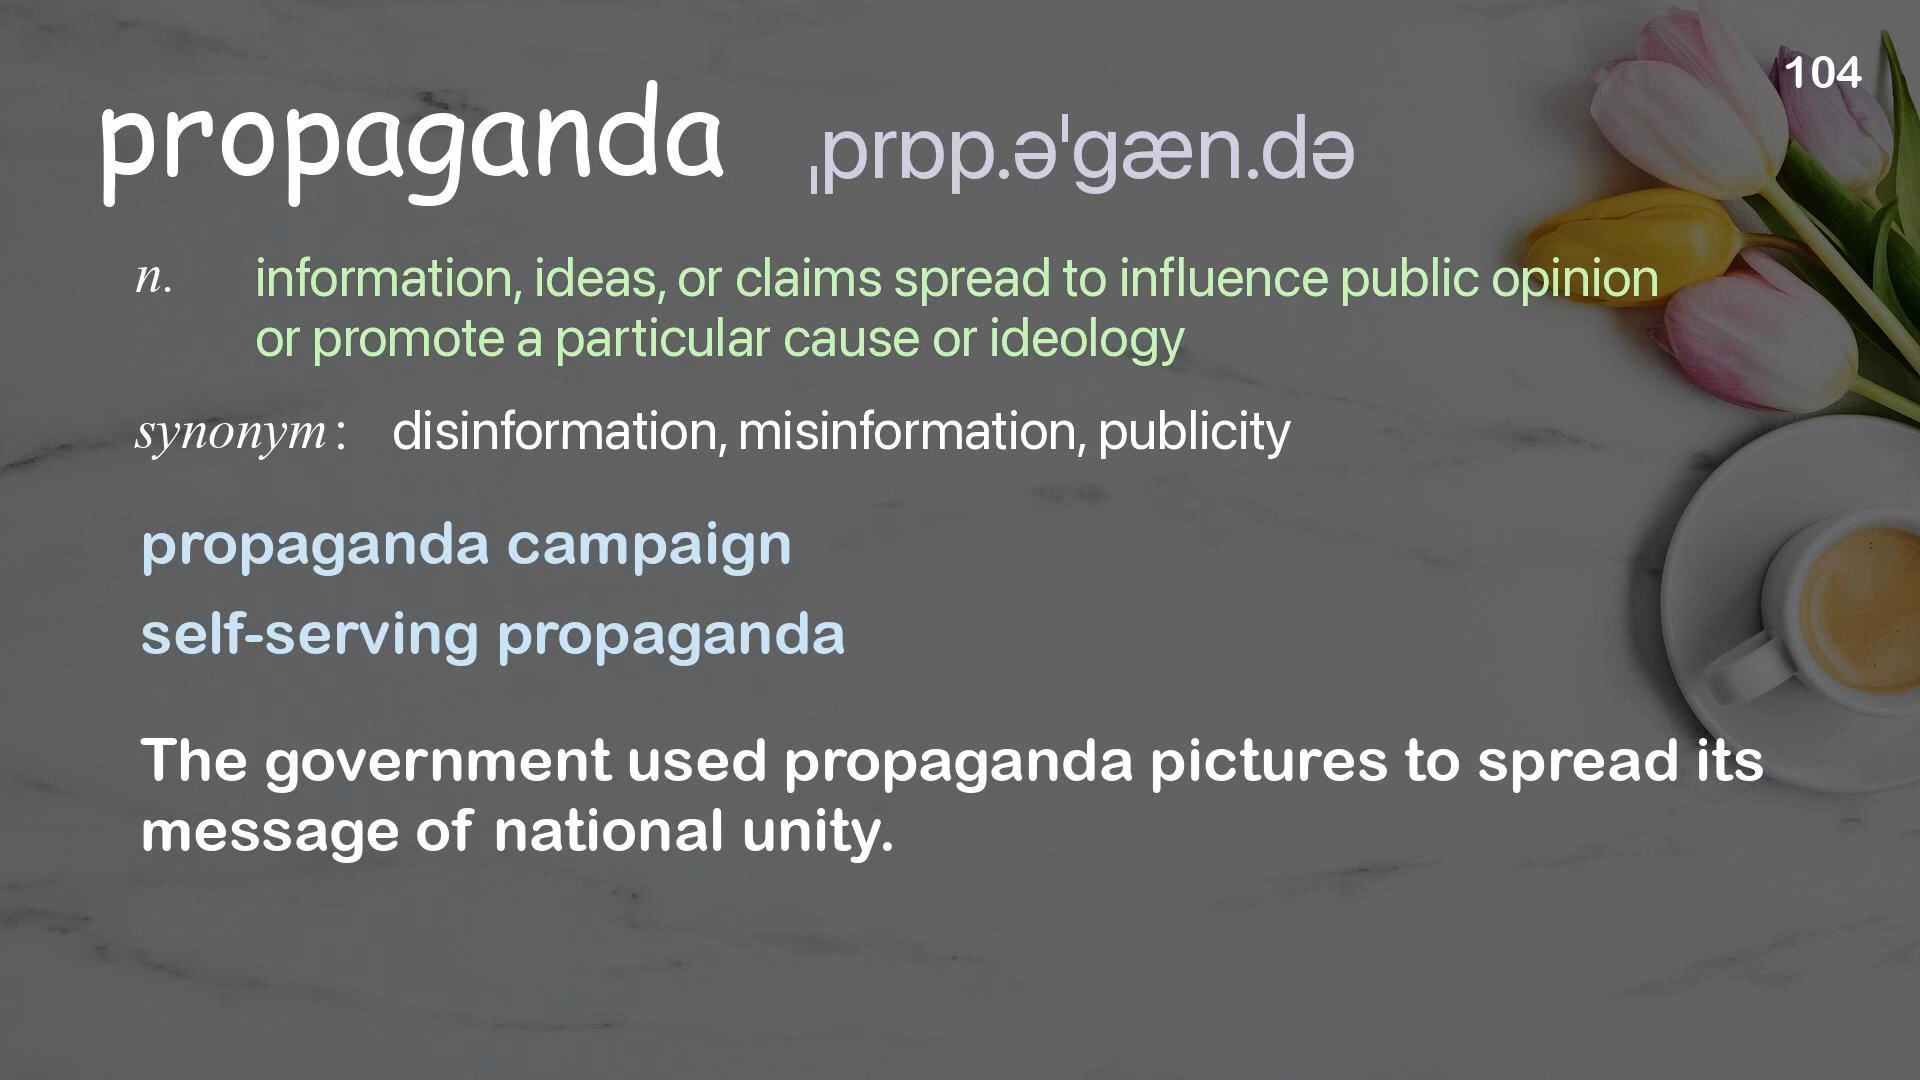 104
propaganda ˌprɒp.əˈɡæn.də
n. information, ideas, or claims spread to influence public opinion
or promote a particular cause or ideology
synonym: disinformation, misinformation, publicity
propaganda campaign
self-serving propaganda
The government used propaganda pictures to spread its
message of national unity.